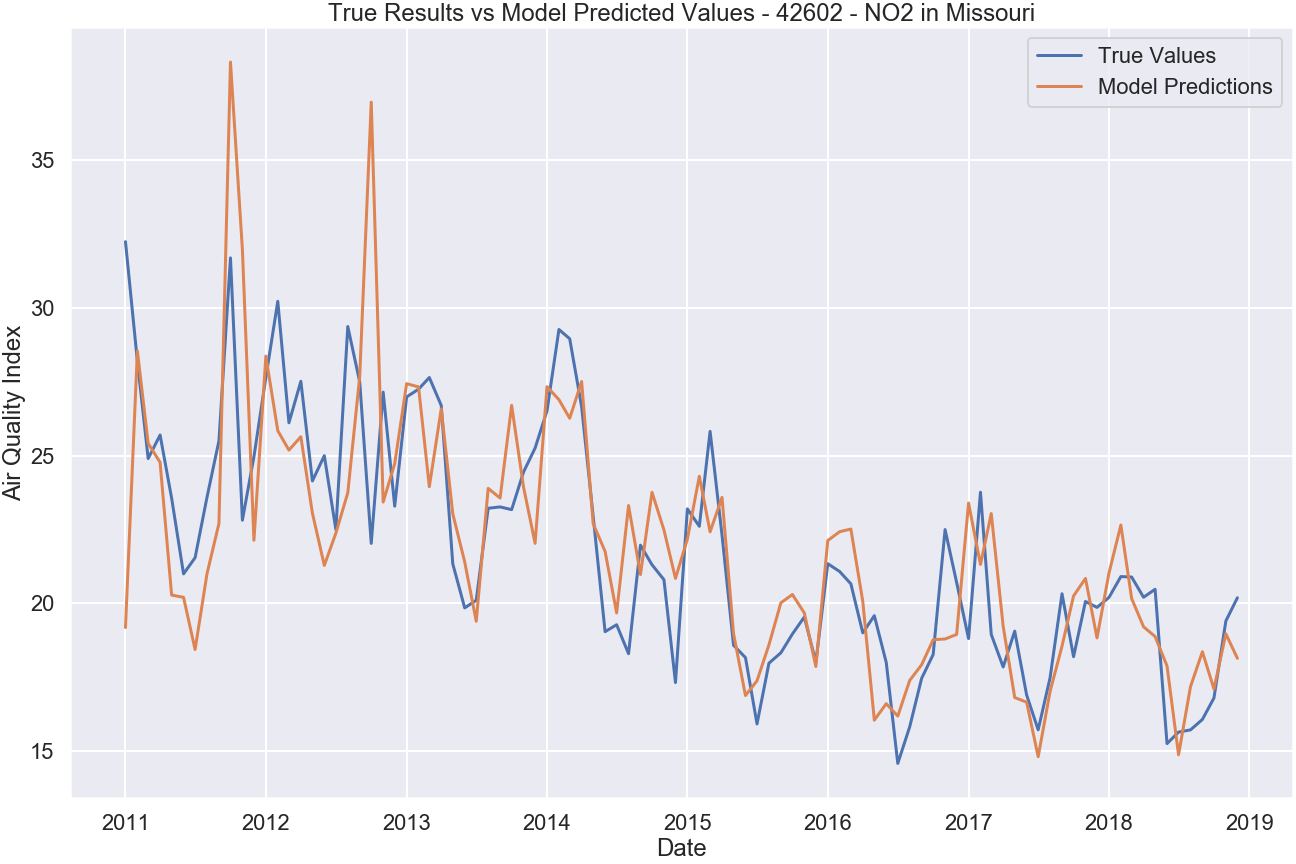 True Results vs Model Predicted Values - 42602 - NO2 in Missouri
True Values
Model Predictions
Air Quality Index
35
30
25
20
15
2011 2012 2013 2014 2015 2016 2017 2018 2019
Date